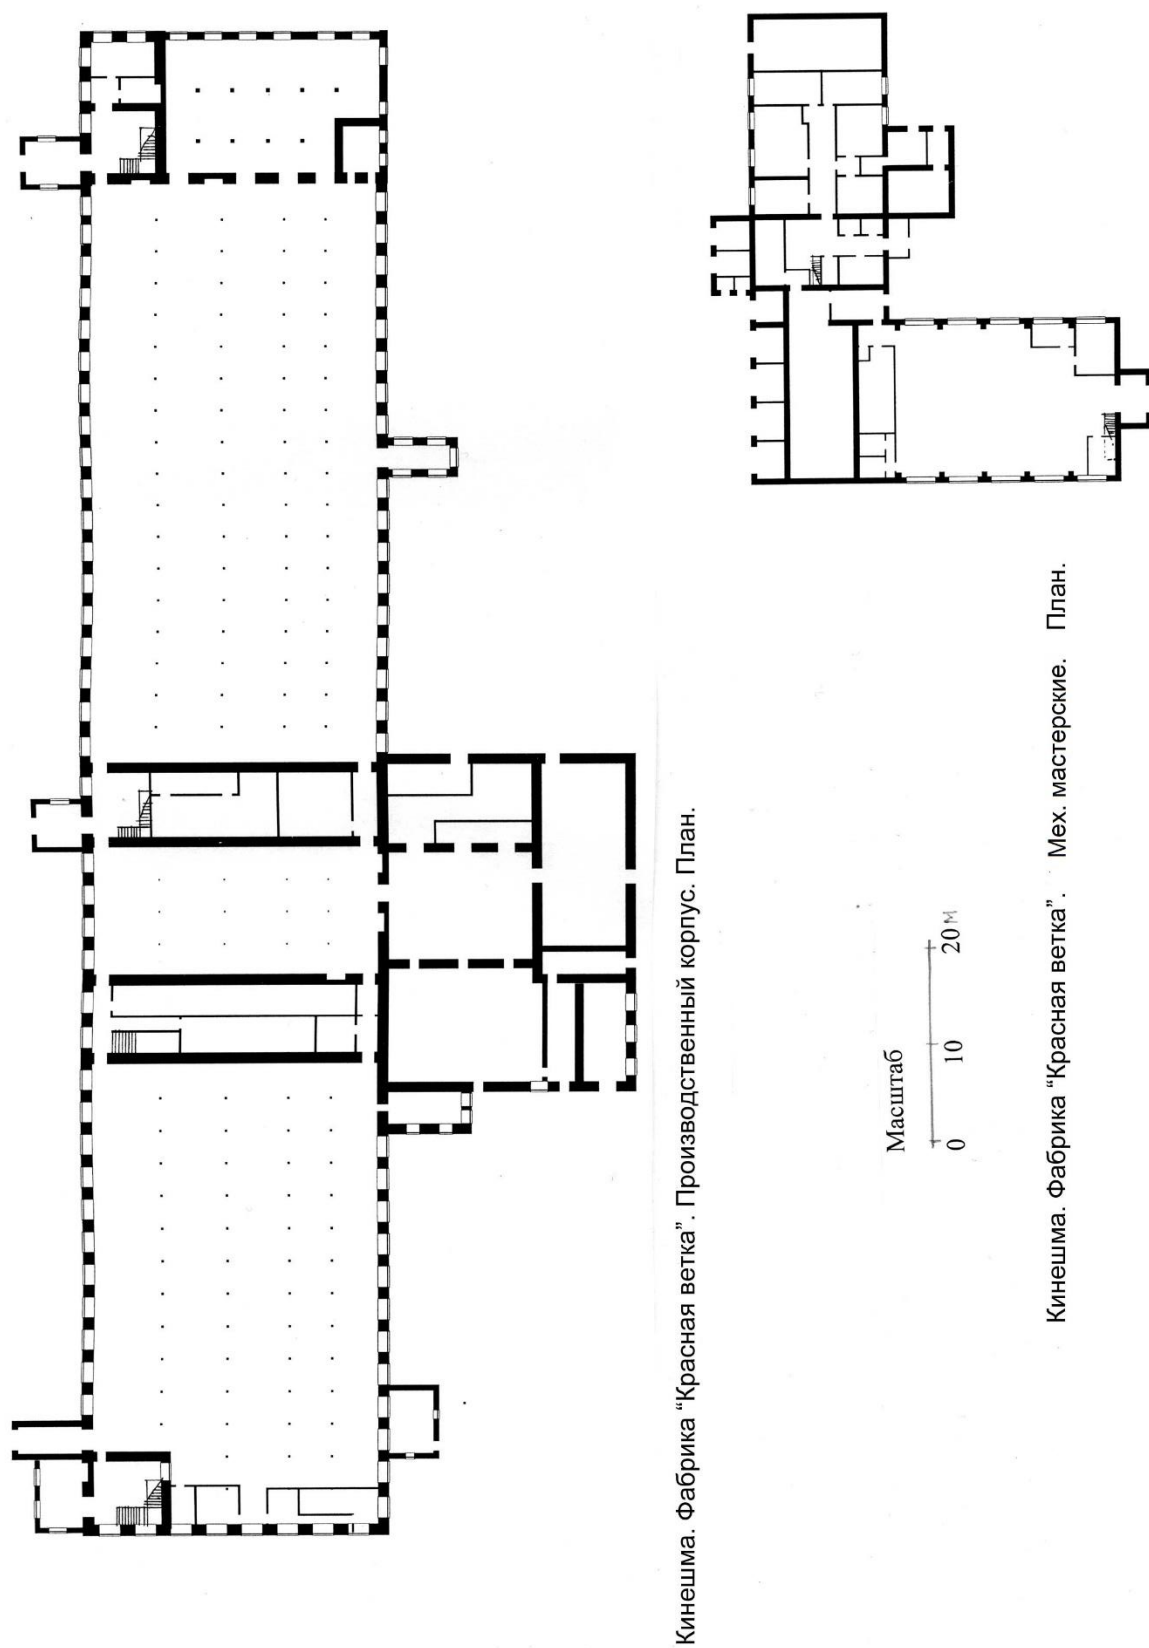 Кинешма. Фабрика “Красная ветка”. Производственный корпус. План.
Масштаб
0 10 20 м
Кинешма. Фабрика “Красная ветка”. Мех. мастерские. План.